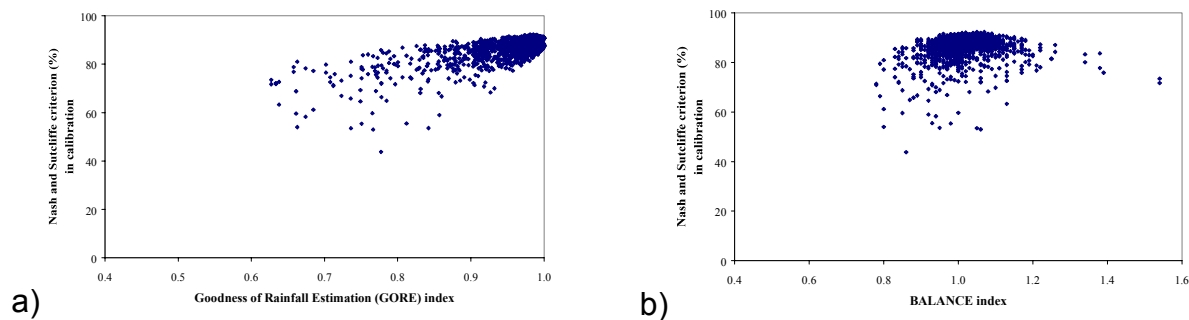 Nash and Sutcliffe criterion (%)
in calibration
100
80
60
40
20
0
0.4 0.5 0.6 0.7 0.8 0.9 1.0
Goodness of Rainfall Estimation (GORE) index
a)
Nash and Sutcliffe criterion (%)
in calibration
100
80
60
40
20
0
0.4 0.6 0.8 1.0 1.2 1.4 1.6
BALANCE index
b)